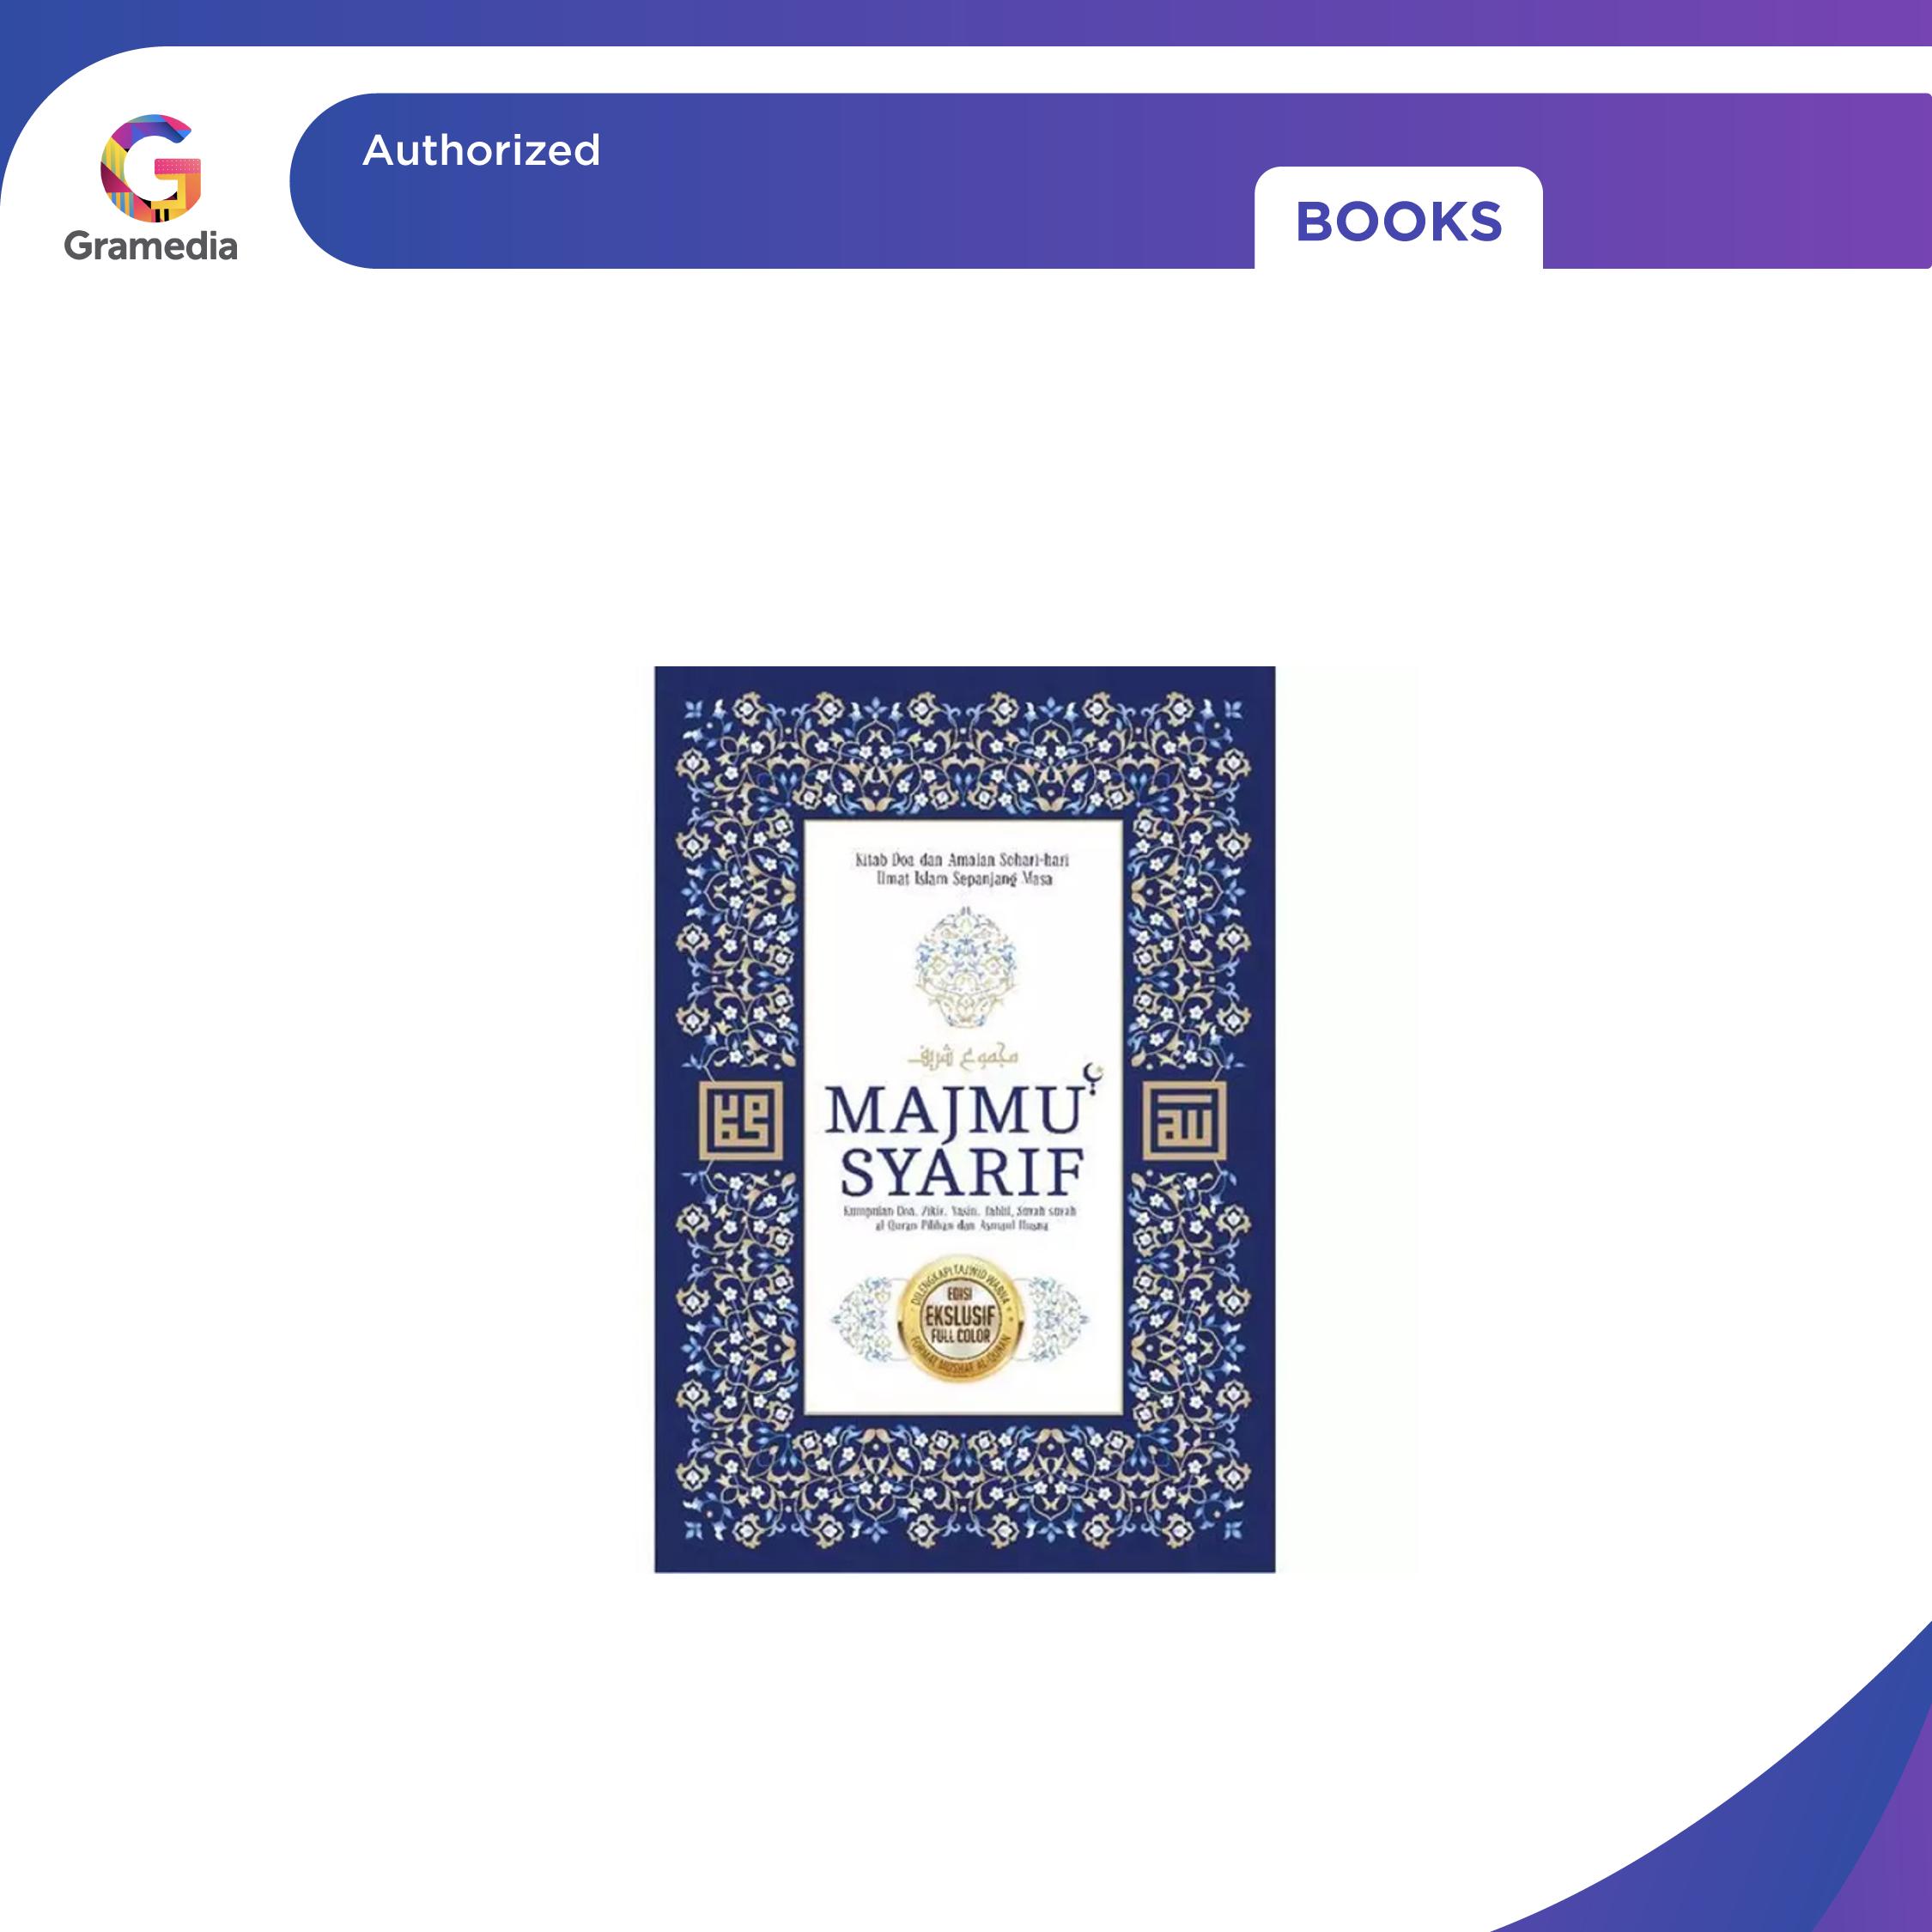 Gramedia
Authorized
BOOKS
Kitab Doa dan Amalan Sehari-hari
Umat Islam Sepanjang Masa
مجموع شريف
MAJMU'
SYARIF
Kumpulan Doa, Zikir, Yasin, Tahlil, Surah-surah
al-Quran Pilihan dan Asmaul Husna
محمد
الله
DILENGKAPI TAJWID WARNA
EDISI
EKSLUSIF
FULL COLOR
FORMAT MUSHAF AL-QURAN